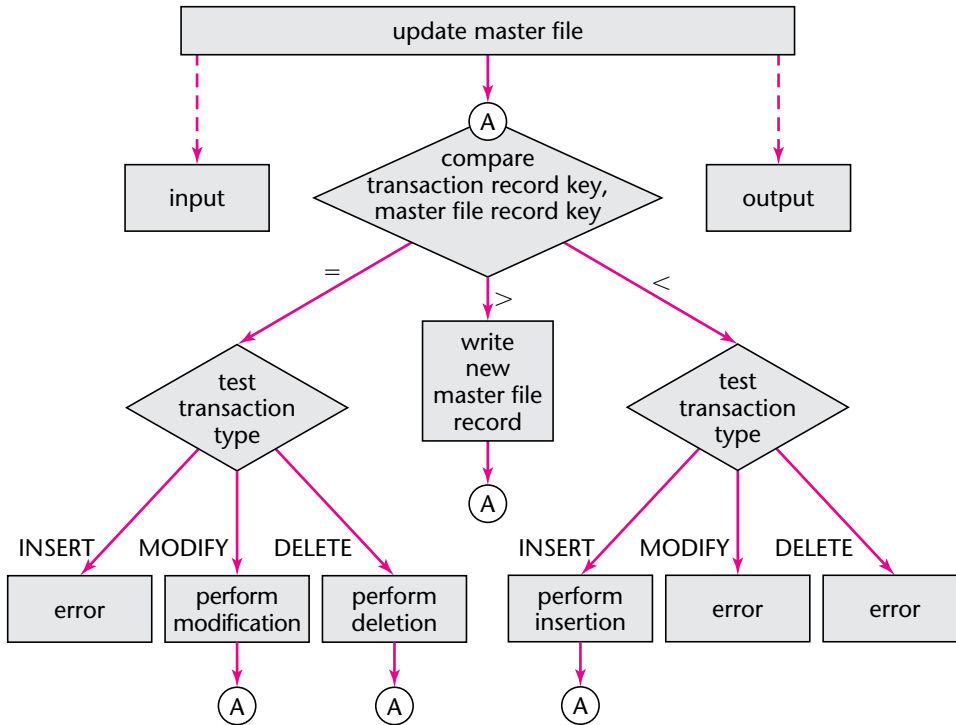 update master file
A
compare
transaction record key,
master file record key
input
output
=
>
<
test
transaction
type
write
new
master file
record
test
transaction
type
A
INSERT
MODIFY
DELETE
INSERT
MODIFY
DELETE
error
perform
modification
perform
deletion
perform
insertion
error
error
A
A
A